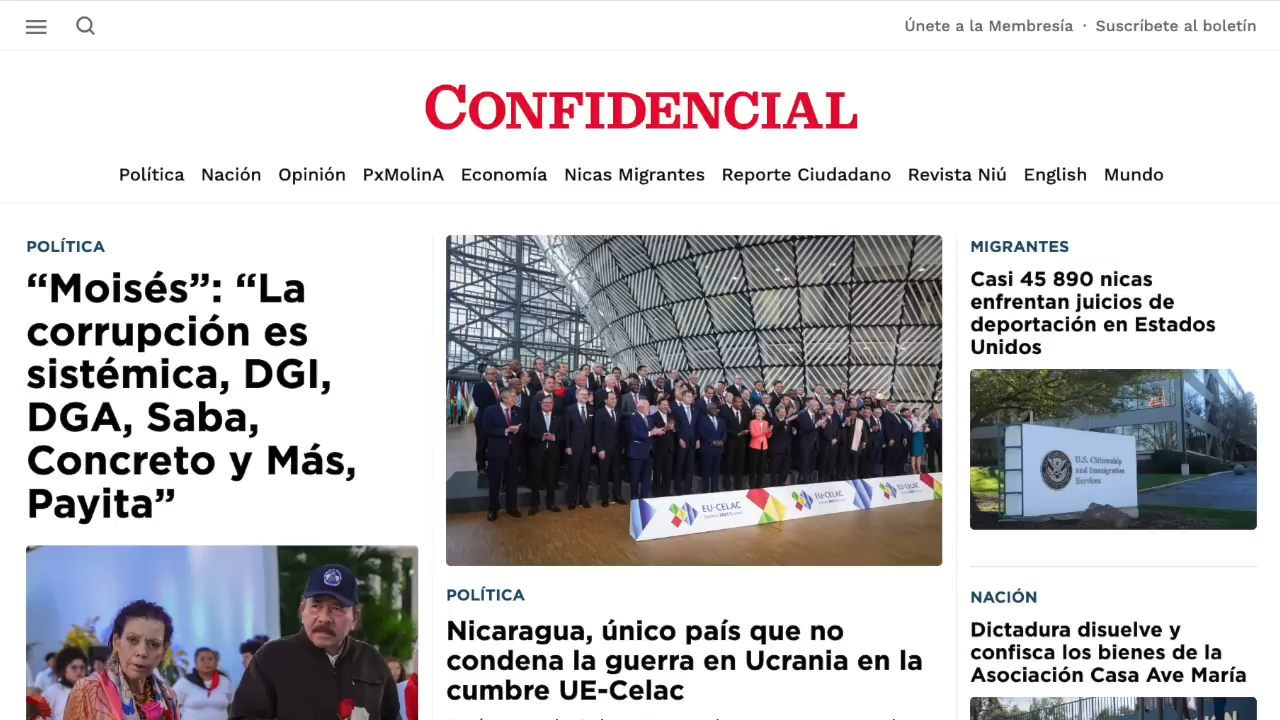 Únete a la Membresía · Suscríbete al boletín
CONFIDENCIAL
Política Nación Opinión PxMolinA Economía Nicas Migrantes Reporte Ciudadano Revista Niú English Mundo
POLÍTICA
“Moisés”: “La
corrupción es
sistémica, DGI,
DGA, Saba,
Concreto y Más,
Payita”
EU-CELAC
EU-CELAC
EU-CELAC
POLÍTICA
Nicaragua, único país que no
condena la guerra en Ucrania en la
cumbre UE-Celac
MIGRANTES
Casi 45 890 nicas
enfrentan juicios de
deportación en Estados
Unidos
U.S. Citizenship
and Immigration
Services
NACIÓN
Dictadura disuelve y
confisca los bienes de la
Asociación Casa Ave María